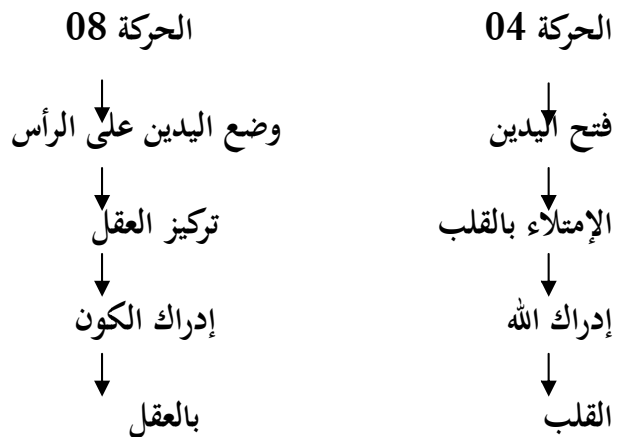 الحركة 04
فتح اليدين
الإمتلاء بالقلب
إدراك الله
القلب
الحركة 08
وضع اليدين على الرأس
تركيز العقل
إدراك الكون
بالعقل